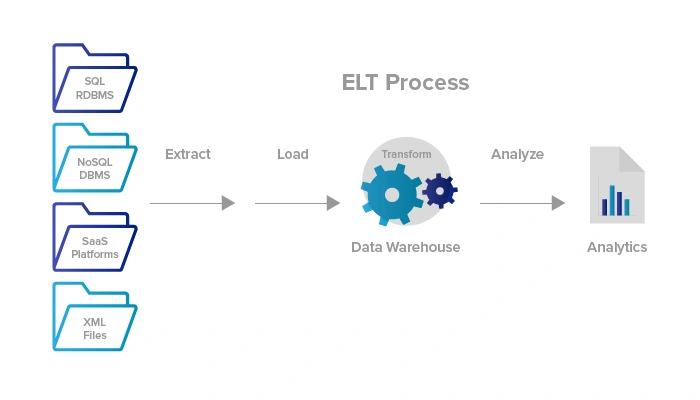 ELT Process
SQL
RDBMS
NoSQL
DBMS
SaaS
Platforms
XML
Files
Extract
Load
Transform
Data Warehouse
Analyze
Analytics